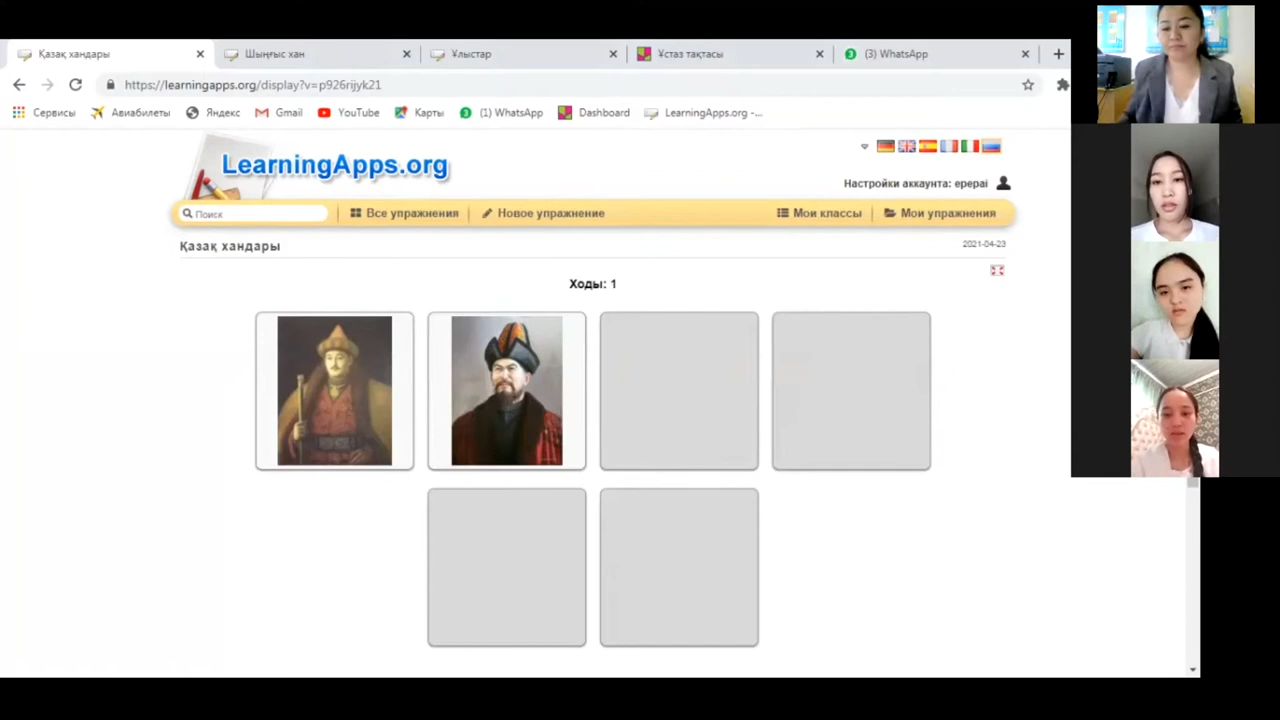 Қазақ хандары
Шыңғыс хан
Ұлыстар
Ұстаз тақтасы
(3) WhatsApp
https://learningapps.org/display?v=p926rijyk21
Сервисы
Авиабилеты
Яндекс
Gmail
YouTube
Карты
(1) WhatsApp
Dashboard
LearningApps.org -...
LearningApps.org
Настройки аккаунта: epepai
Поиск
Все упражнения
Новое упражнение
Мои классы
Мои упражнения
Қазақ хандары
2021-04-23
Ходы: 1